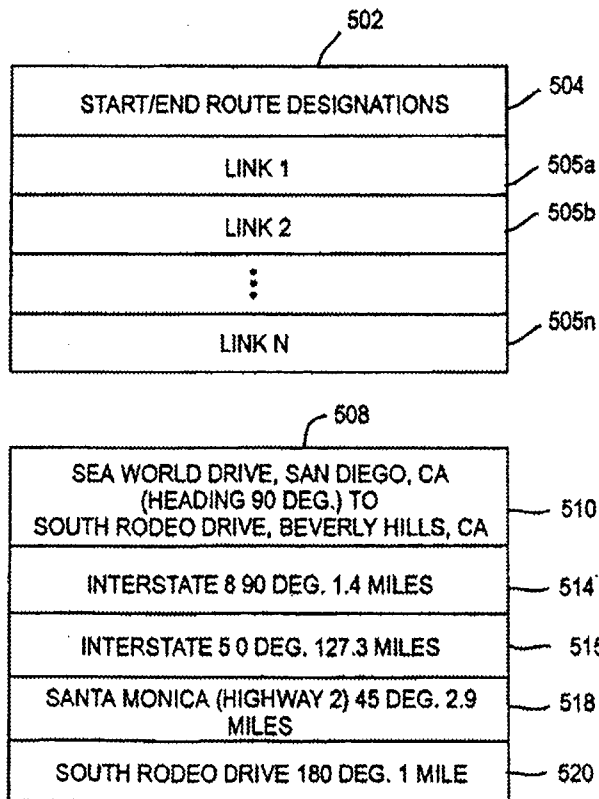 502
START/END ROUTE DESIGNATIONS
504
LINK 1
505a
LINK 2
505b
LINK N
505n
508
SEA WORLD DRIVE, SAN DIEGO, CA
(HEADING 90 DEG.) TO
SOUTH RODEO DRIVE, BEVERLY HILLS, CA
510
INTERSTATE 8 90 DEG. 1.4 MILES
514
INTERSTATE 5 0 DEG. 127.3 MILES
515
SANTA MONICA (HIGHWAY 2) 45 DEG. 2.9
MILES
518
SOUTH RODEO DRIVE 180 DEG. 1 MILE
520